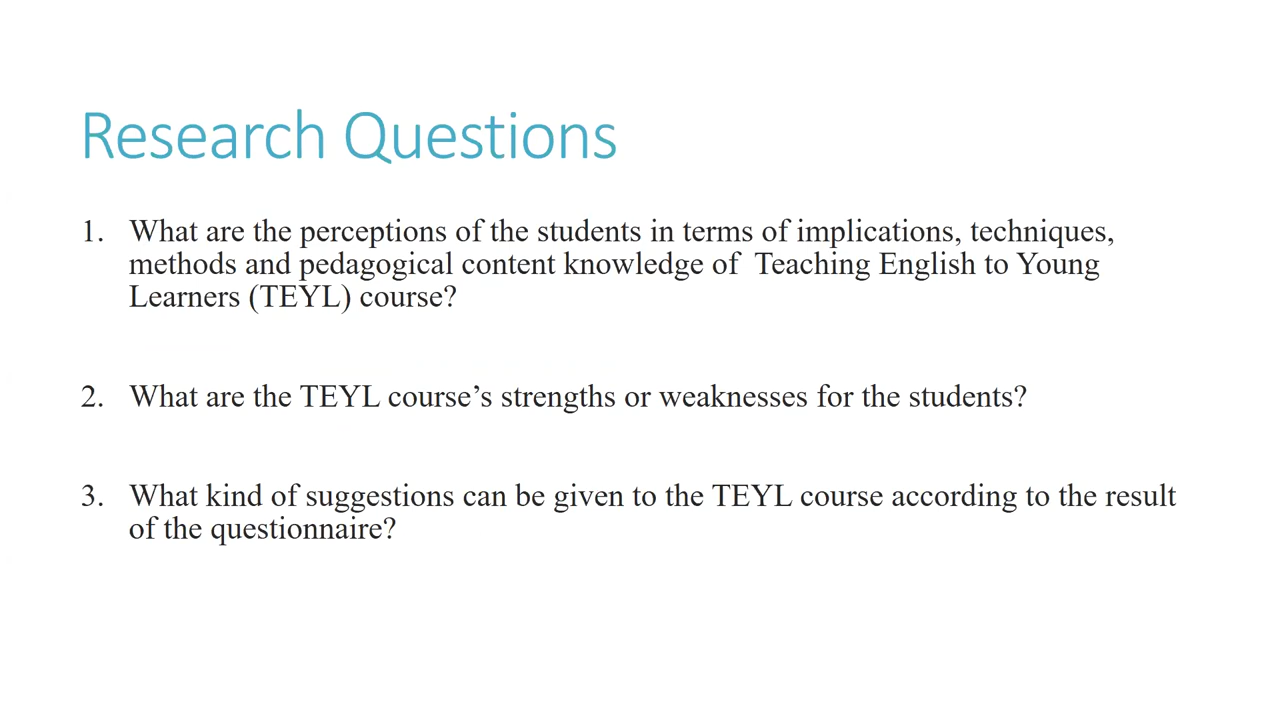 Research Questions
1. What are the perceptions of the students in terms of implications, techniques,
methods and pedagogical content knowledge of  Teaching English to Young
Learners (TEYL) course?
2. What are the TEYL course’s strengths or weaknesses for the students?
3. What kind of suggestions can be given to the TEYL course according to the result
of the questionnaire?